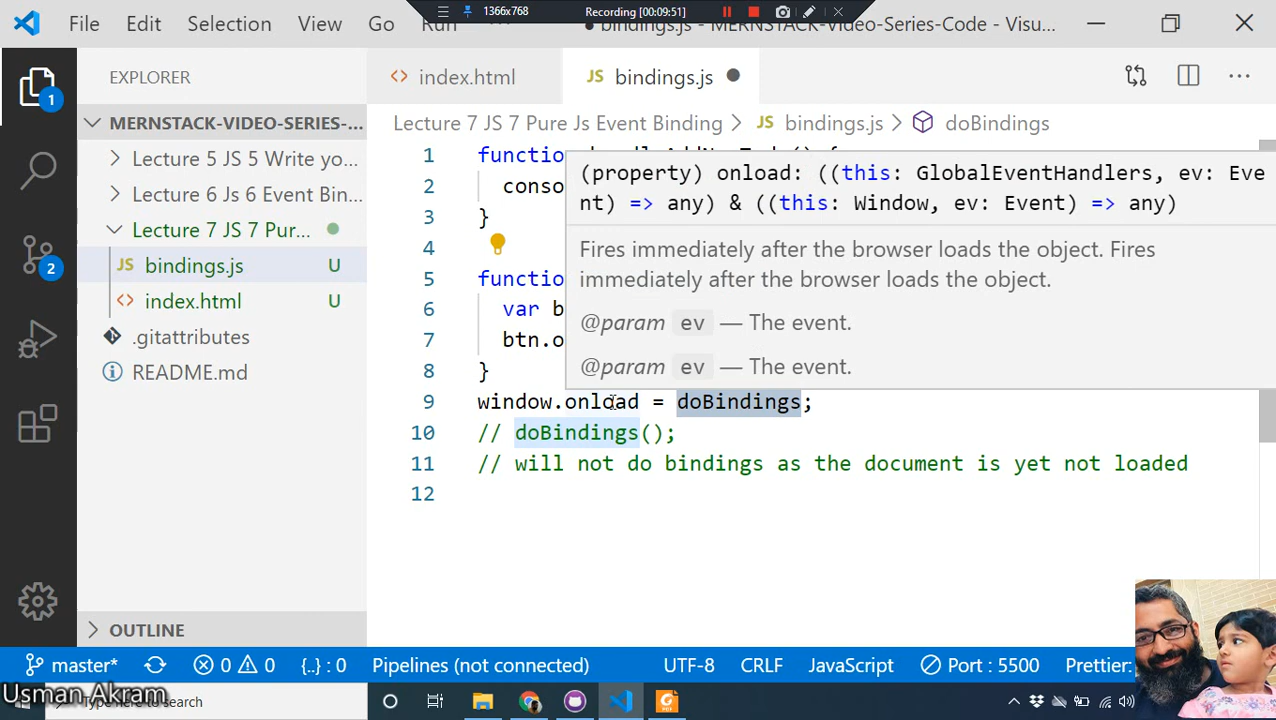 1366x768
Recording [00:09:51]
File Edit Selection View Go Run
bindings.js - MERNSTACK-Video-Series-Code - Visu...
EXPLORER
MERNSTACK-VIDEO-SERIES-...
Lecture 5 JS 5 Write yo...
Lecture 6 Js 6 Event Bin...
Lecture 7 JS 7 Pur...
JS bindings.js U
<> index.html U
.gitattributes
README.md
OUTLINE
1
2
<> index.html
JS bindings.js
Lecture 7 JS 7 Pure Js Event Binding > JS bindings.js > doBindings
1 functio
2 conso
3 }
4
5 functio
6 var b
7 btn.o
8 }
9 window.onload = doBindings;
10 // doBindings();
11 // will not do bindings as the document is yet not loaded
12
(property) onload: ((this: GlobalEventHandlers, ev: Eve
nt) => any) & ((this: Window, ev: Event) => any)
Fires immediately after the browser loads the object. Fires
immediately after the browser loads the object.
@param ev — The event.
@param ev — The event.
master* 0 0 {..} : 0 Pipelines (not connected) UTF-8 CRLF JavaScript Port : 5500 Prettier:
Usman Akram
here to search